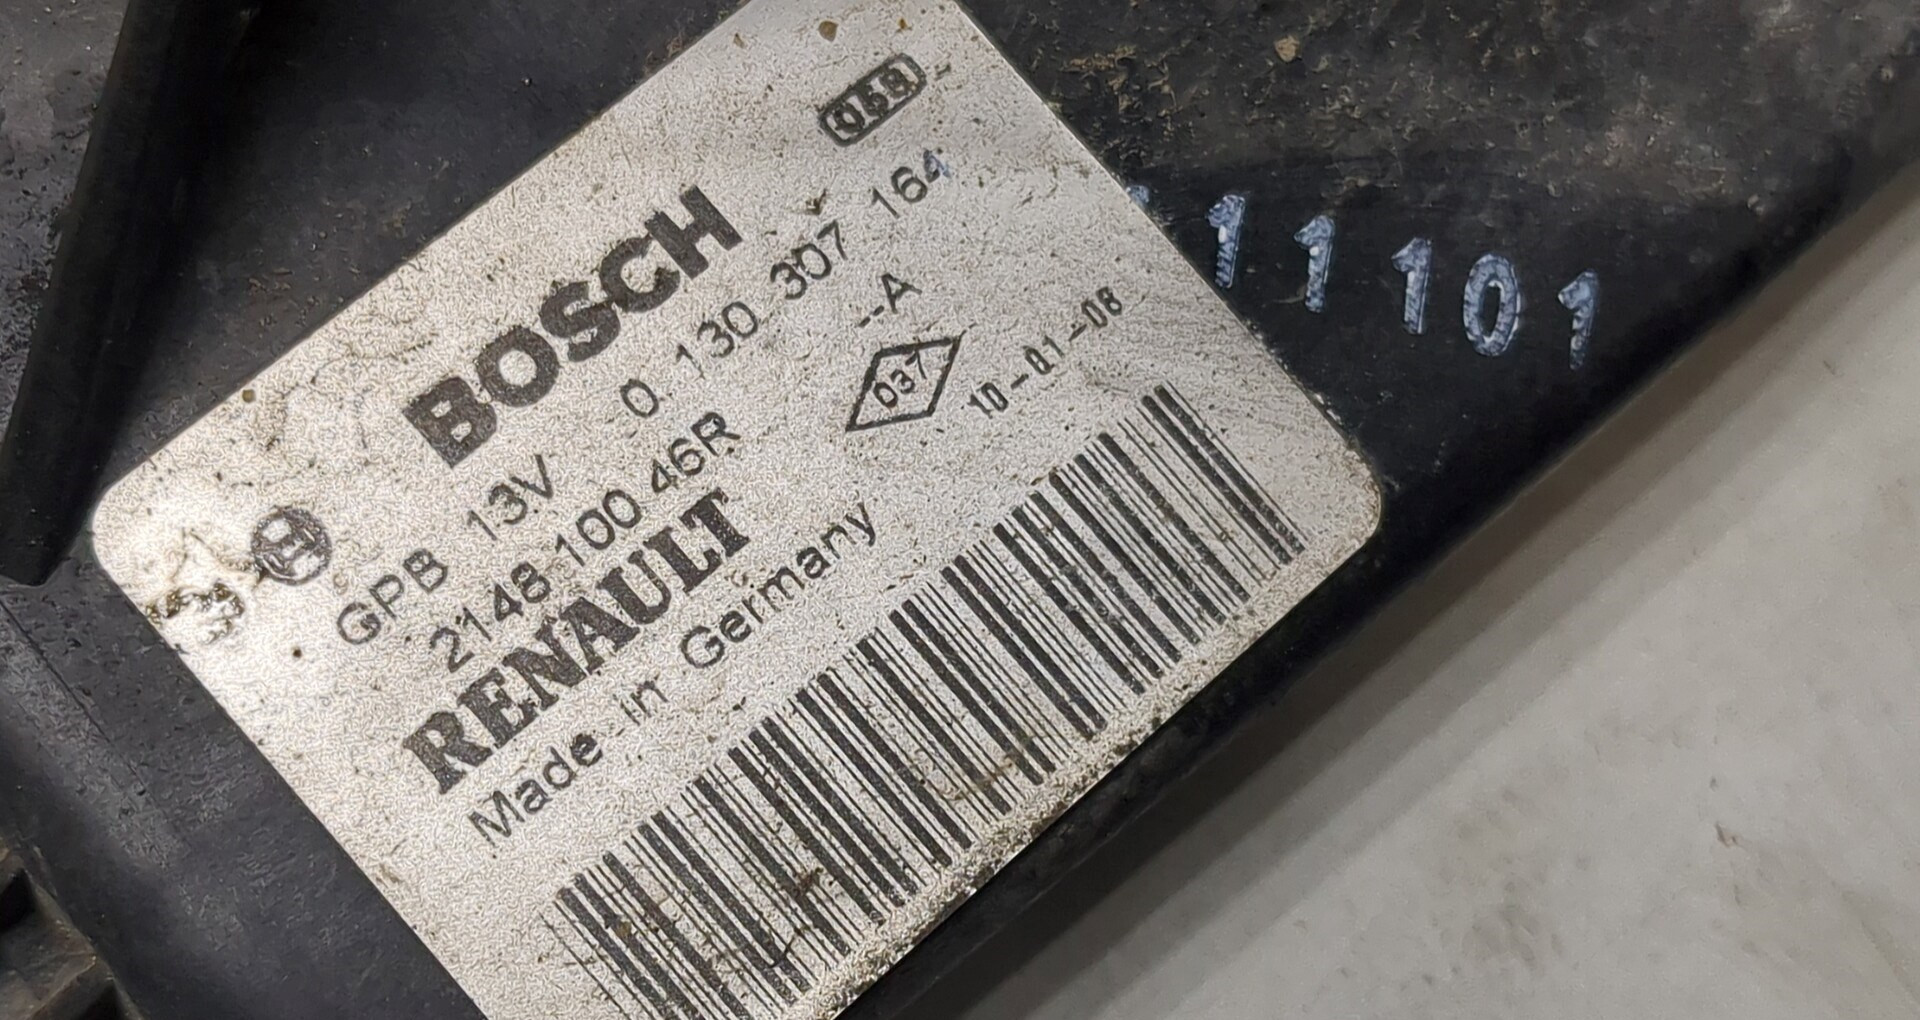 068
BOSCH
GPB 13V 0 130 307 164
2148 100 46R --A
RENAULT 037 10-01-08
Made in Germany
11101